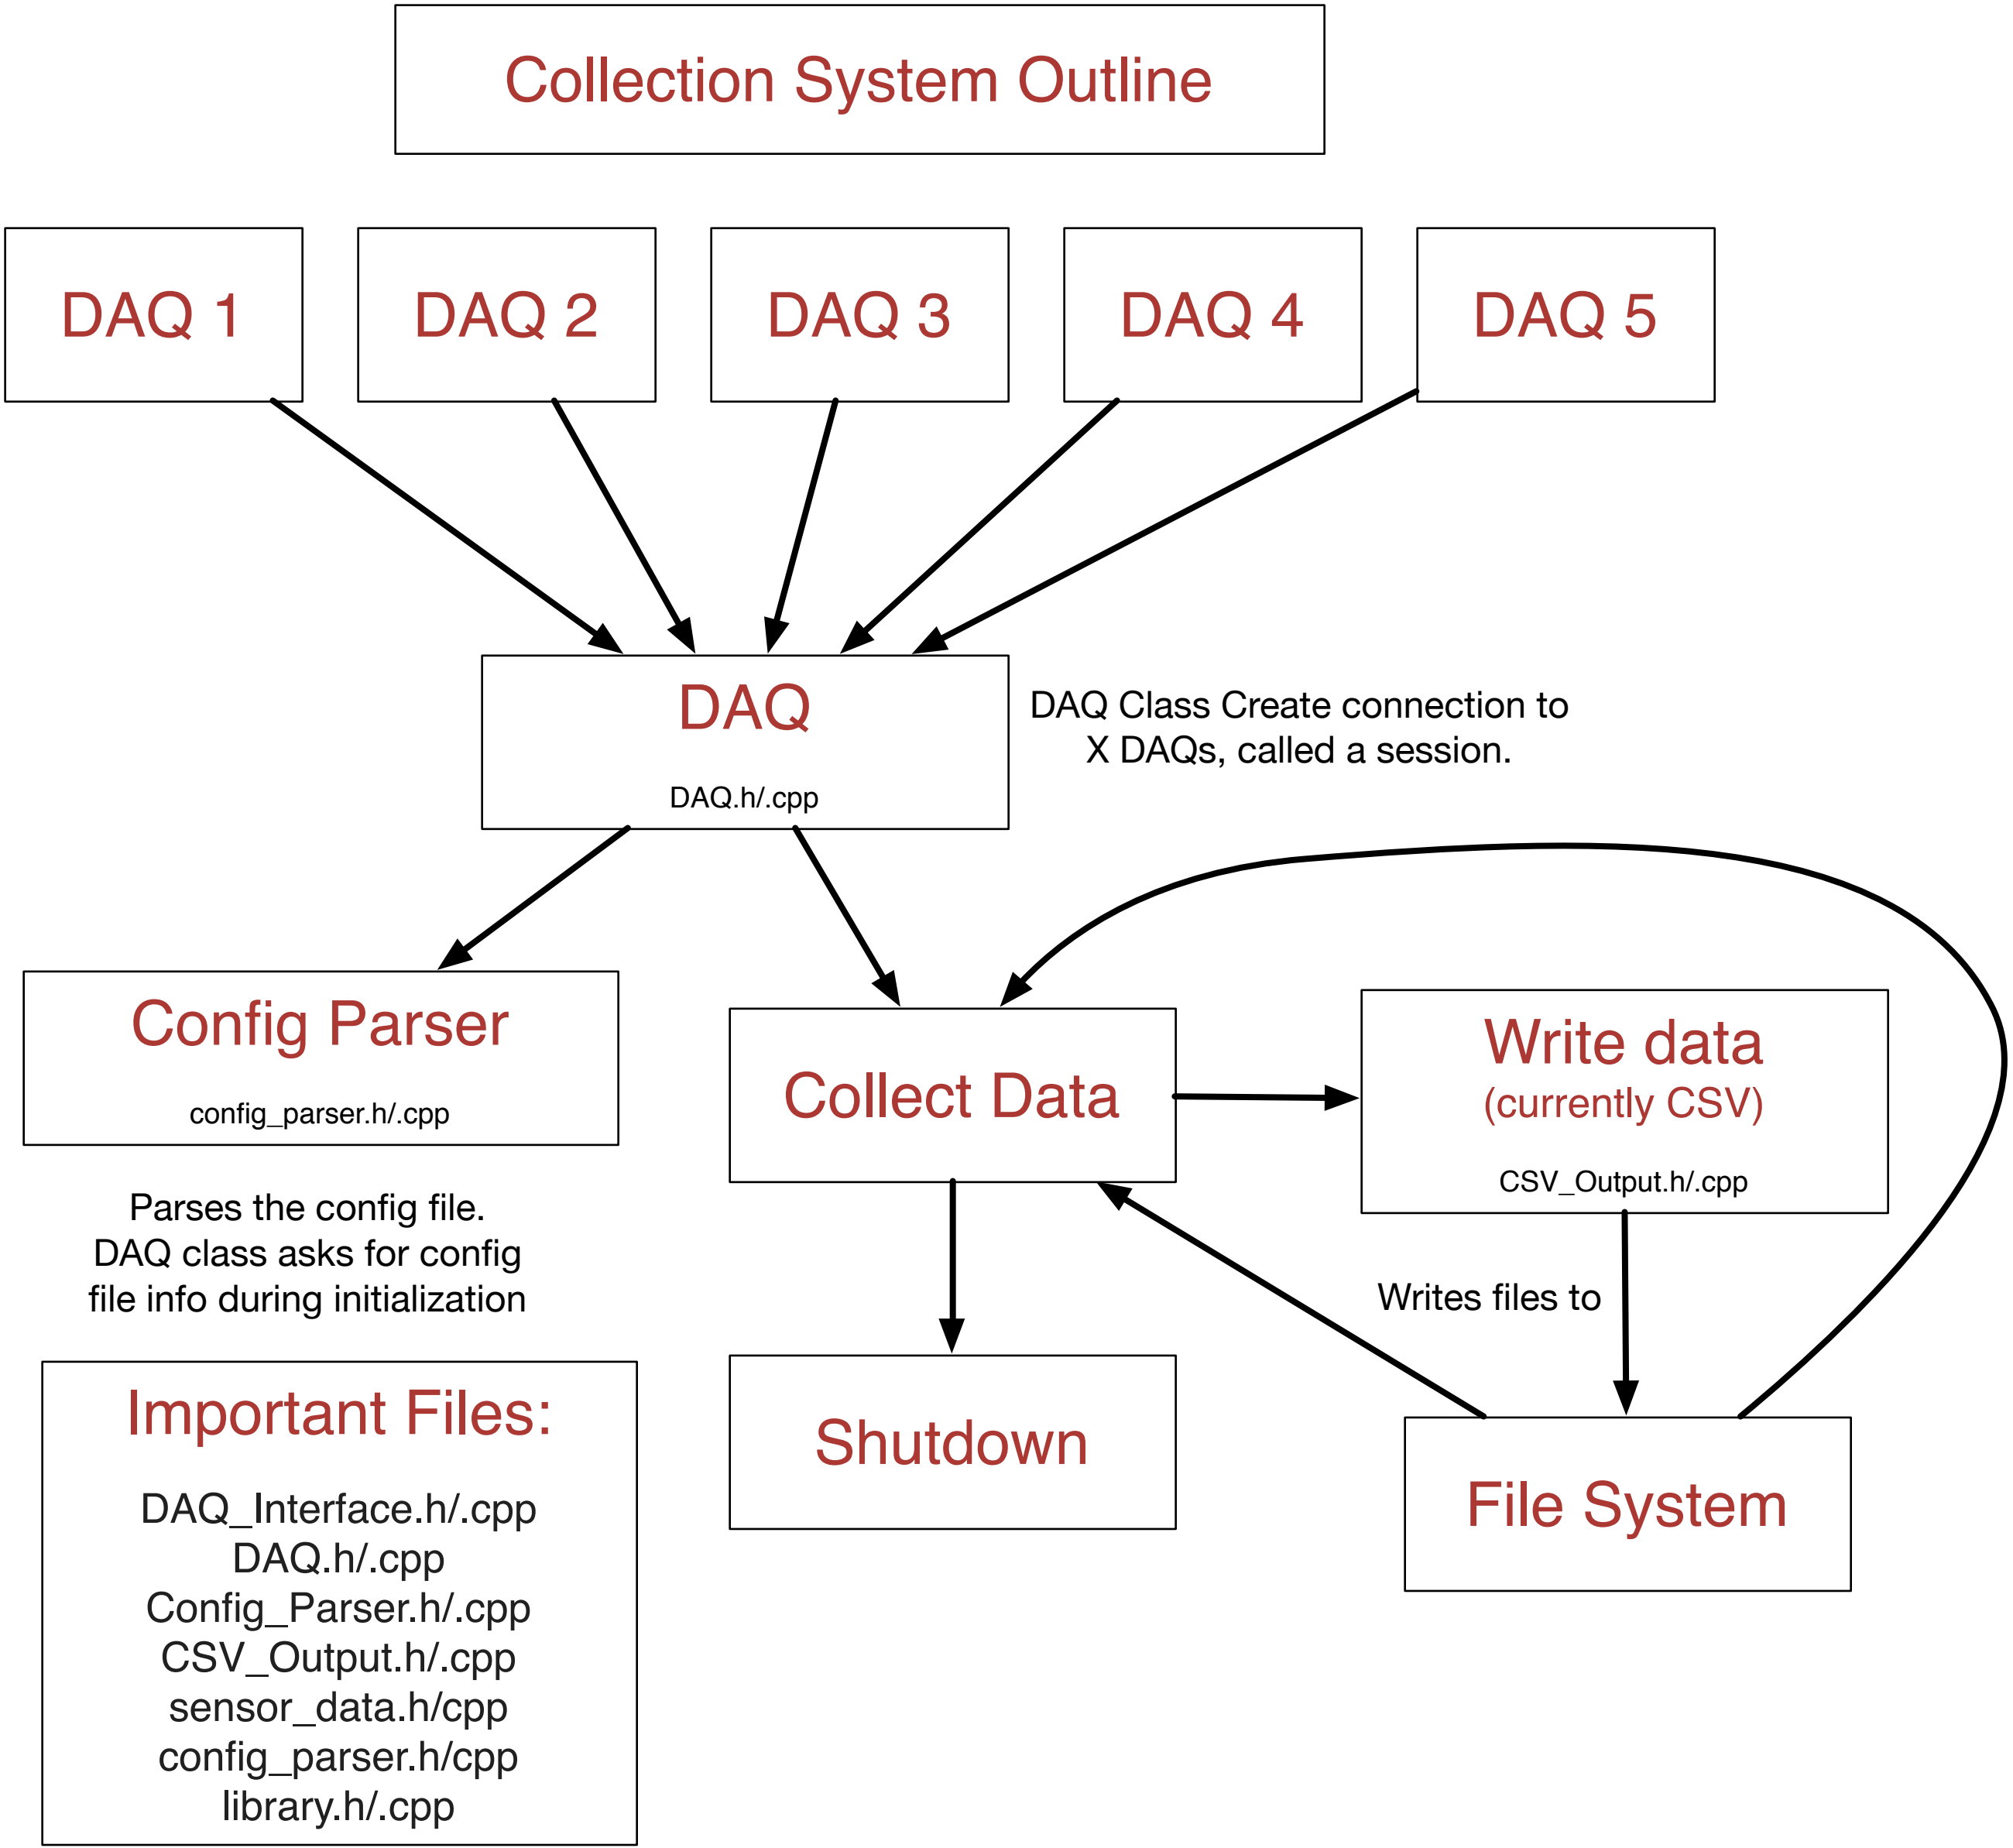 Collection System Outline
DAQ 1
DAQ 2
DAQ 3
DAQ 4
DAQ 5
DAQ
DAQ.h/.cpp
DAQ Class Create connection to
X DAQs, called a session.
Config Parser
config_parser.h/.cpp
Parses the config file.
DAQ class asks for config
file info during initialization
Collect Data
Write data
(currently CSV)
CSV_Output.h/.cpp
Writes files to
Shutdown
File System
Important Files:
DAQ_Interface.h/.cpp
DAQ.h/.cpp
Config_Parser.h/.cpp
CSV_Output.h/.cpp
sensor_data.h/cpp
config_parser.h/cpp
library.h/.cpp